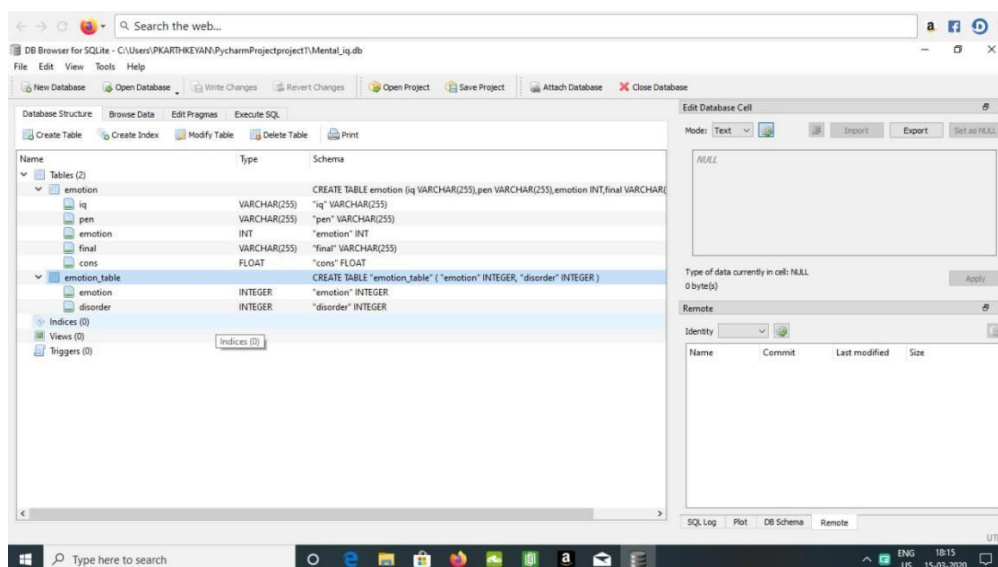 Search the web...
DB Browser for SQLite - C:\Users\PKARTHKEYAN\PycharmProjectproject1\Mental_iq.db
File Edit View Tools Help
New Database Open Database Write Changes Revert Changes Open Project Save Project Attach Database Close Database
Database Structure Browse Data Edit Pragmas Execute SQL
Create Table Create Index Modify Table Delete Table Print
Name Type Schema
Tables (2)
emotion CREATE TABLE emotion (iq VARCHAR(255),pen VARCHAR(255),emotion INT,final VARCHAR(
iq VARCHAR(255) "iq" VARCHAR(255)
pen VARCHAR(255) "pen" VARCHAR(255)
emotion INT "emotion" INT
final VARCHAR(255) "final" VARCHAR(255)
cons FLOAT "cons" FLOAT
emotion_table CREATE TABLE "emotion_table" ( "emotion" INTEGER, "disorder" INTEGER )
emotion INTEGER "emotion" INTEGER
disorder INTEGER "disorder" INTEGER
Indices (0)
Views (0)
Indices (0)
Triggers (0)
Edit Database Cell
Mode: Text Import Export Set as NULL
NULL
Type of data currently in cell: NULL
0 byte(s)
Apply
Remote
Identity
Name Commit Last modified Size
SQL Log Plot DB Schema Remote
UT
Type here to search
ENG 18:15
US 15-03-2020